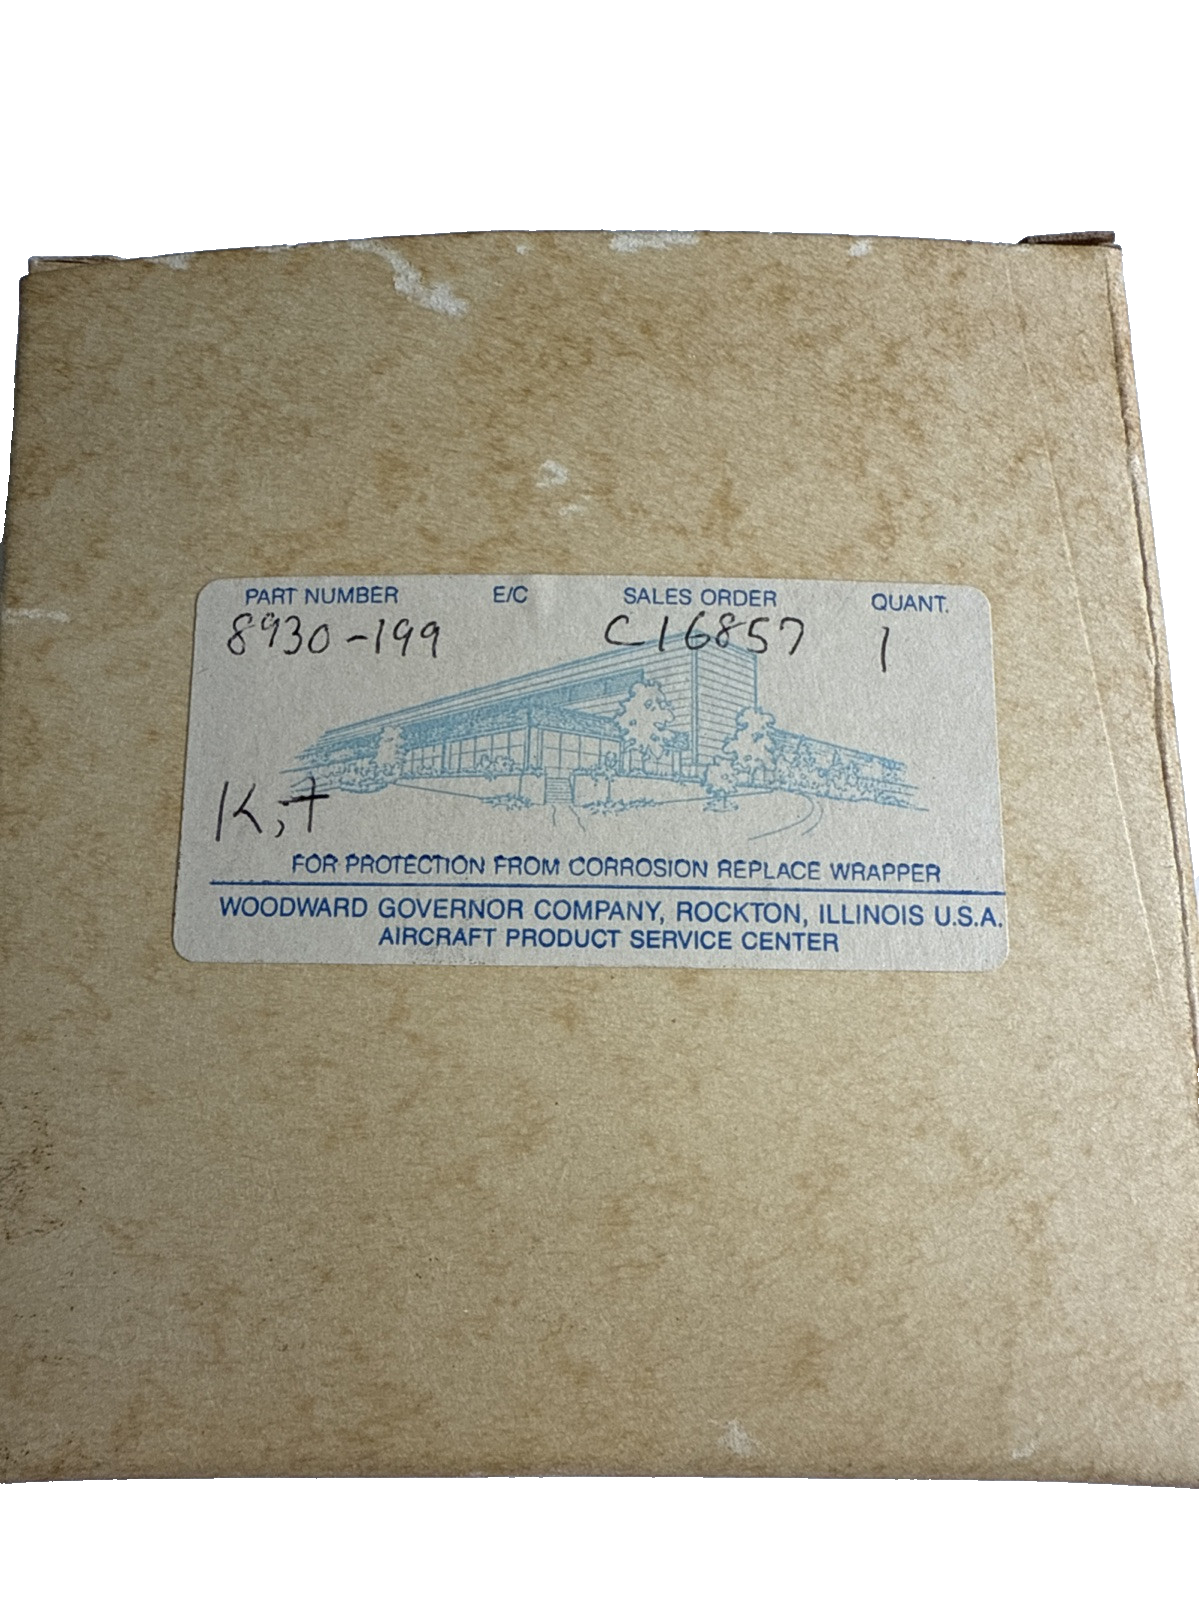 PART NUMBER E/C SALES ORDER QUANT.
8930-199 C16857 1
Kit
FOR PROTECTION FROM CORROSION REPLACE WRAPPER
WOODWARD GOVERNOR COMPANY, ROCKTON, ILLINOIS U.S.A.
AIRCRAFT PRODUCT SERVICE CENTER